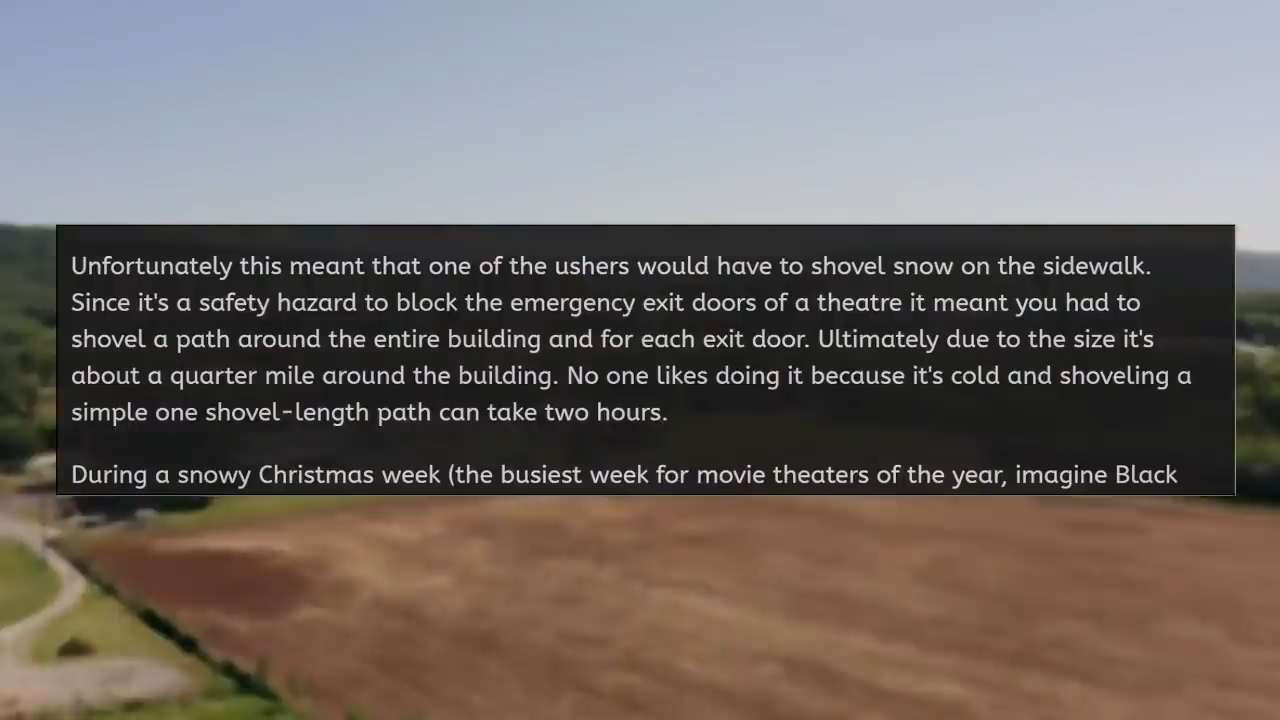 Unfortunately this meant that one of the ushers would have to shovel snow on the sidewalk.
Since it's a safety hazard to block the emergency exit doors of a theatre it meant you had to
shovel a path around the entire building and for each exit door. Ultimately due to the size it's
about a quarter mile around the building. No one likes doing it because it's cold and shoveling a
simple one shovel-length path can take two hours.
During a snowy Christmas week (the busiest week for movie theaters of the year, imagine Black